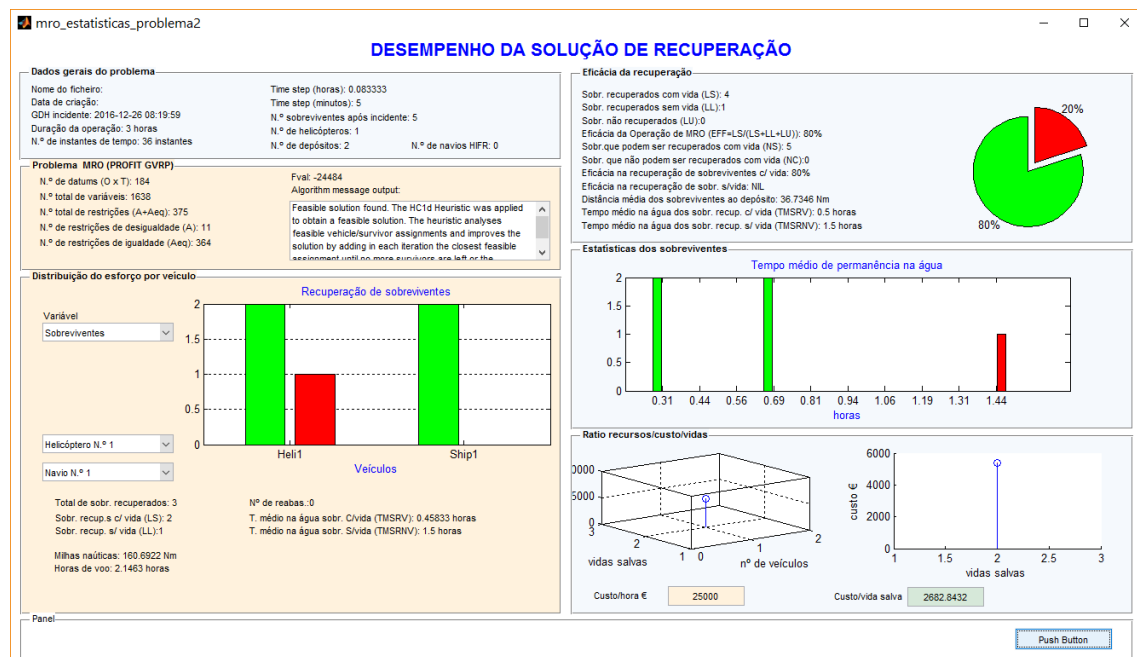 mro_estatisticas_problema2
DESEMPENHO DA SOLUÇÃO DE RECUPERAÇÃO
Dados gerais do problema
Nome do ficheiro:
Data de criação:
GDH incidente: 2016-12-26 08:19:59
Duração da operação: 3 horas
N.º de instantes de tempo: 36 instantes
Time step (horas): 0.083333
Time step (minutos): 5
N.º sobreviventes após incidente: 5
N.º de helicópteros: 1
N.º de depósitos: 2
N.º de navios HIFR: 0
Problema MRO (PROFIT GVRP)
N.º de datums (O x T): 184
N.º total de variáveis: 1638
N.º total de restrições (A+Aeq): 375
N.º de restrições de desigualdade (A): 11
N.º de restrições de igualdade (Aeq): 364
Fval: -24484
Algorithm message output:
Feasible solution found. The HC1d Heuristic was applied
to obtain a feasible solution. The heuristic analyses
feasible vehicle/survivor assignments and improves the
solution by adding in each iteration the closest feasible
assignment until no more survivors are left or the
Distribuição do esforço por veículo
Recuperação de sobreviventes
Variável
Sobreviventes
2
1.5
1
0.5
0
Heli1
Ship1
Veículos
Helicóptero N.º 1
Navio N.º 1
Total de sobr. recuperados: 3
Sobr. recup.s c/ vida (LS): 2
Sobr. recup. s/ vida (LL):1
Milhas naúticas: 160.6922 Nm
Horas de voo: 2.1463 horas
Nº de reabas.:0
T. médio na água sobr. C/vida (TMSRV): 0.45833 horas
T. médio na água sobr. S/vida (TMSRNV): 1.5 horas
Eficácia da recuperação
Sobr. recuperados com vida (LS): 4
Sobr. recuperados sem vida (LL):1
Sobr. não recuperados (LU):0
Eficácia da Operação de MRO (EFF=LS/(LS+LL+LU)): 80%
Sobr.que podem ser recuperados com vida (NS): 5
Sobr. que não podem ser recuperados com vida (NC):0
Eficácia na recuperação de sobreviventes c/ vida: 80%
Eficácia na recuperação de sobr. s/vida: NIL
Distância média dos sobreviventes ao depósito: 36.7346 Nm
Tempo médio na água dos sobr. recup. c/ vida (TMSRV): 0.5 horas
Tempo médio na água dos sobr. recup. s/ vida (TMSRNV): 1.5 horas
20%
80%
Estatísticas dos sobreviventes
Tempo médio de permanência na água
2
1.5
1
0.5
0
0.31 0.44 0.56 0.69 0.81 0.94 1.06 1.19 1.31 1.44
horas
Ratio recursos/custo/vidas
0000
5000
0
3
2
1
0
1
2
vidas salvas
nº de veículos
6000
4000
2000
0
custo €
1 1.5 2 2.5 3
vidas salvas
Custo/hora €
25000
Custo/vida salva
2682.8432
Panel
Push Button